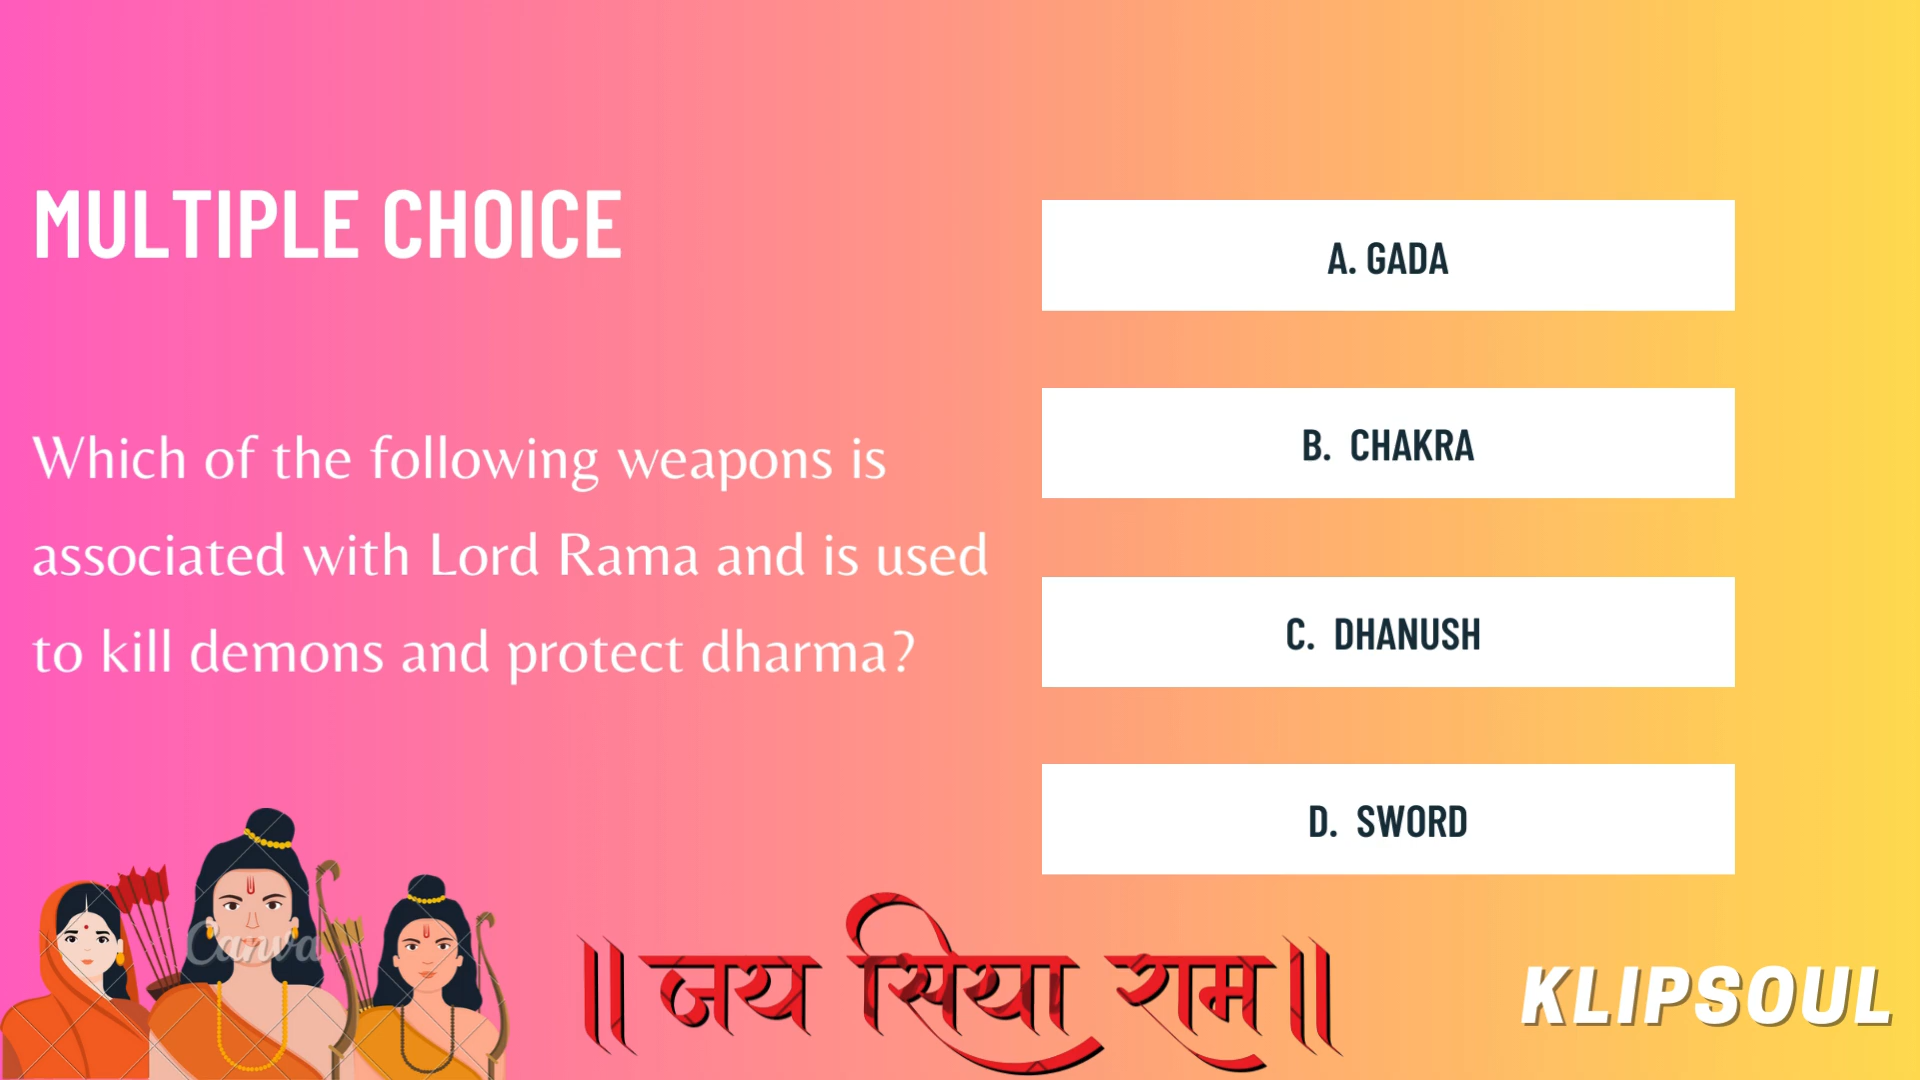 MULTIPLE CHOICE
Which of the following weapons is
associated with Lord Rama and is used
to kill demons and protect dharma?
A. GADA
B. CHAKRA
C. DHANUSH
D. SWORD
Canva
॥ जय सिया राम ॥
KLIPSOUL